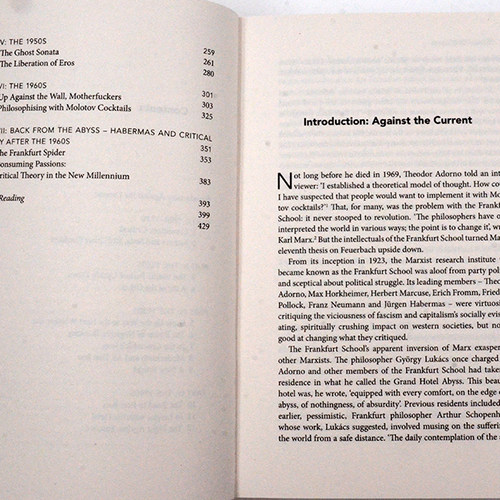 V: THE 1950S 259
The Ghost Sonata 261
The Liberation of Eros 280
VI: THE 1960S 301
Up Against the Wall, Motherfuckers 303
Philosophising with Molotov Cocktails 325
VII: BACK FROM THE ABYSS – HABERMAS AND CRITICAL
Y AFTER THE 1960S 351
The Frankfurt Spider 353
Consuming Passions:
Critical Theory in the New Millennium 383
Reading 393
399
429
Introduction: Against the Current
Not long before he died in 1969, Theodor Adorno told an inter
viewer: 'I established a theoretical model of thought. How cou
I have suspected that people would want to implement it with Mo
tov cocktails?'¹ That, for many, was the problem with the Frankf
School: it never stooped to revolution. 'The philosophers have o
interpreted the world in various ways; the point is to change it', w
Karl Marx.² But the intellectuals of the Frankfurt School turned Ma
eleventh thesis on Feuerbach upside down.
From its inception in 1923, the Marxist research institute
became known as the Frankfurt School was aloof from party pol
and sceptical about political struggle. Its leading members – Theo
Adorno, Max Horkheimer, Herbert Marcuse, Erich Fromm, Fried
Pollock, Franz Neumann and Jürgen Habermas – were virtuos
critiquing the viciousness of fascism and capitalism's socially evis
ating, spiritually crushing impact on western societies, but no
good at changing what they critiqued.
The Frankfurt School's apparent inversion of Marx exasper
other Marxists. The philosopher György Lukács once charged
Adorno and other members of the Frankfurt School had taken
residence in what he called the Grand Hotel Abyss. This beau
hotel was, he wrote, 'equipped with every comfort, on the edge o
abyss, of nothingness, of absurdity'. Previous residents included
earlier, pessimistic, Frankfurt philosopher Arthur Schopenh
whose work, Lukács suggested, involved musing on the sufferin
the world from a safe distance. 'The daily contemplation of the